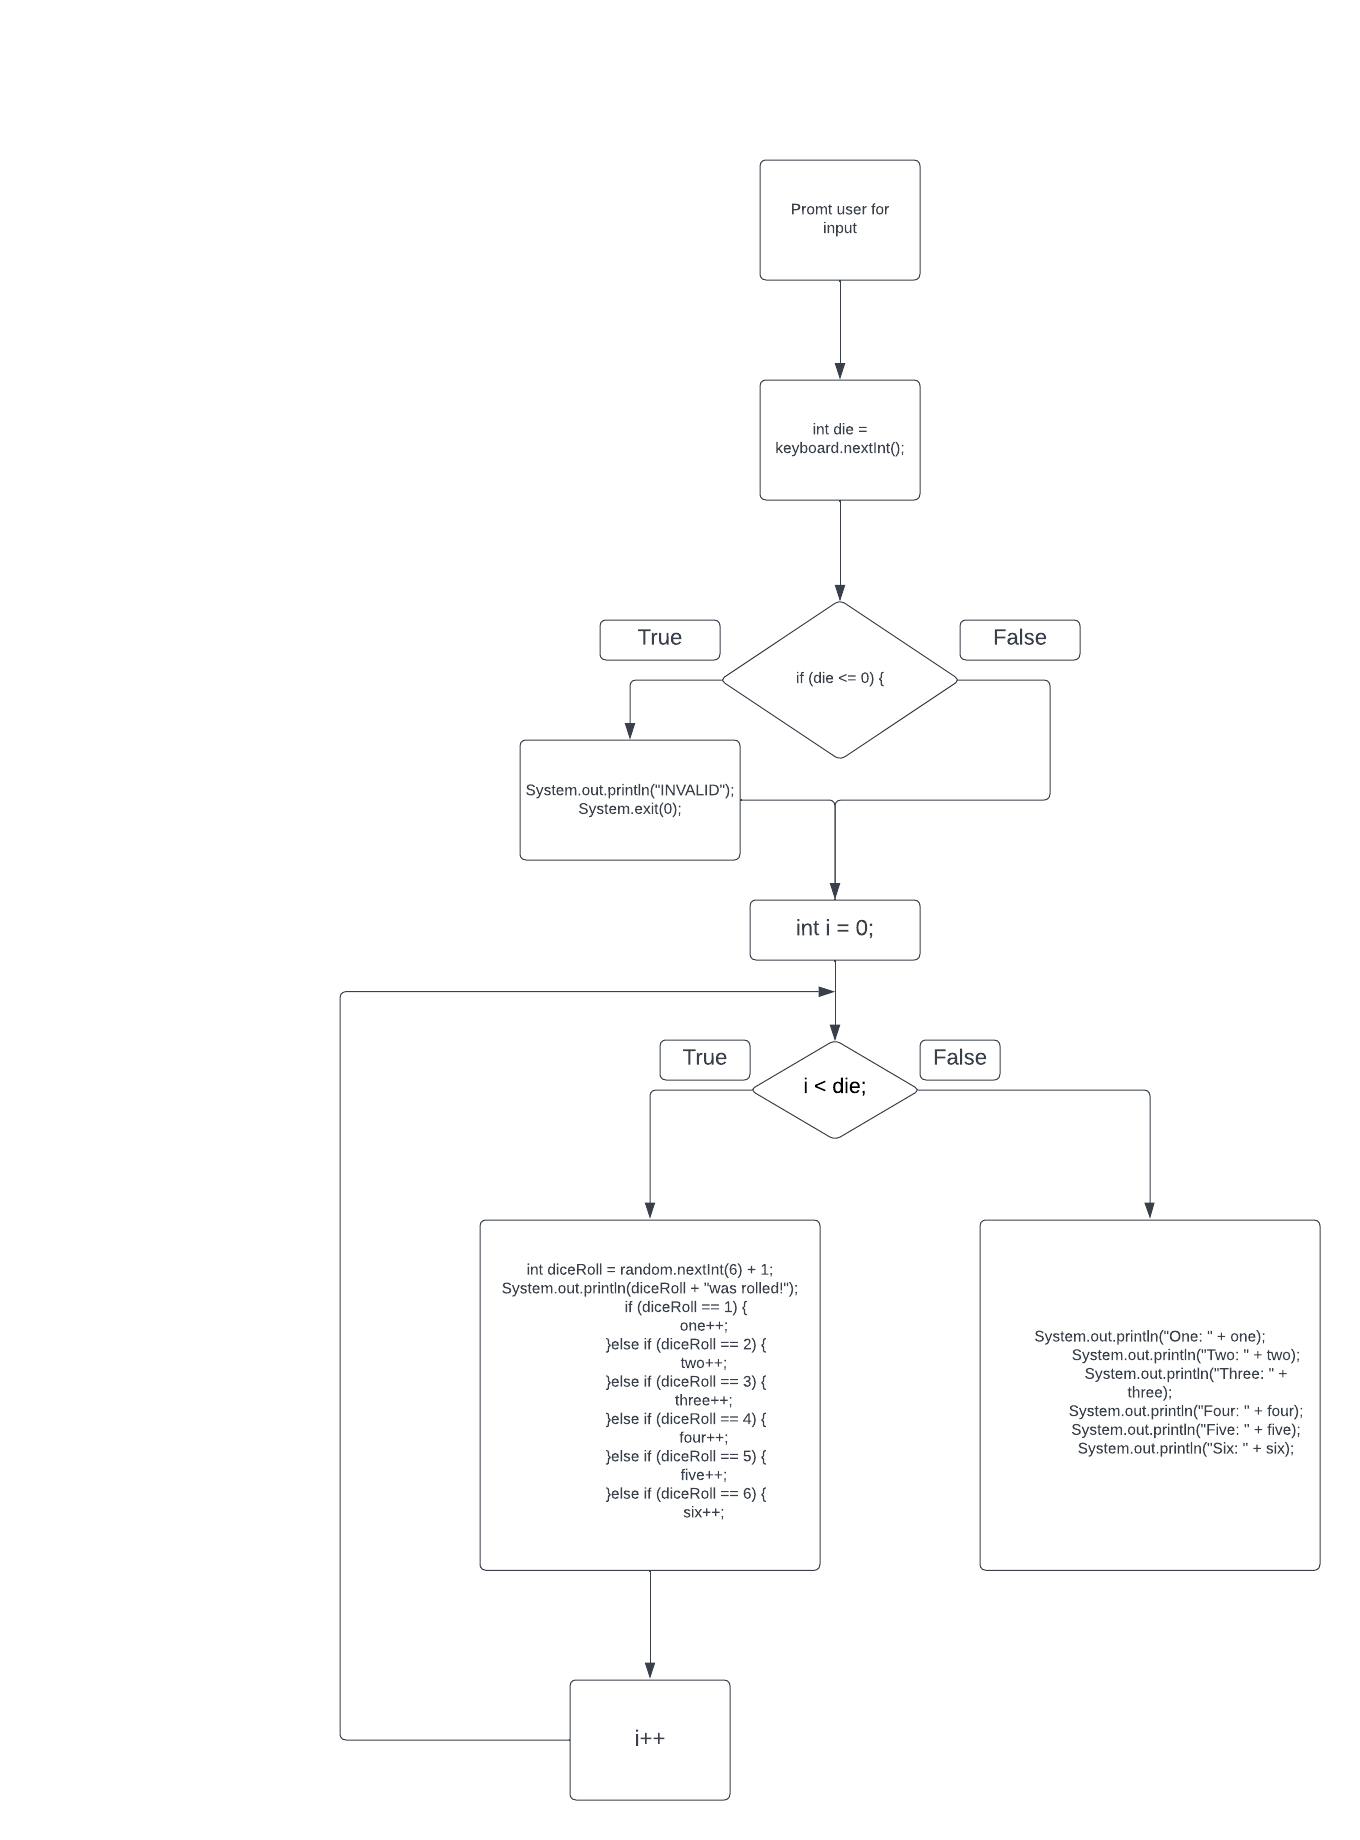 Promt user for
input
int die =
keyboard.nextInt();
True
False
if (die <= 0) {
System.out.println("INVALID");
System.exit(0);
int i = 0;
True
False
i < die;
int diceRoll = random.nextInt(6) + 1;
System.out.println(diceRoll + "was rolled!");
if (diceRoll == 1) {
one++;
}else if (diceRoll == 2) {
two++;
}else if (diceRoll == 3) {
three++;
}else if (diceRoll == 4) {
four++;
}else if (diceRoll == 5) {
five++;
}else if (diceRoll == 6) {
six++;
System.out.println("One: " + one);
System.out.println("Two: " + two);
System.out.println("Three: " +
three);
System.out.println("Four: " + four);
System.out.println("Five: " + five);
System.out.println("Six: " + six);
i++